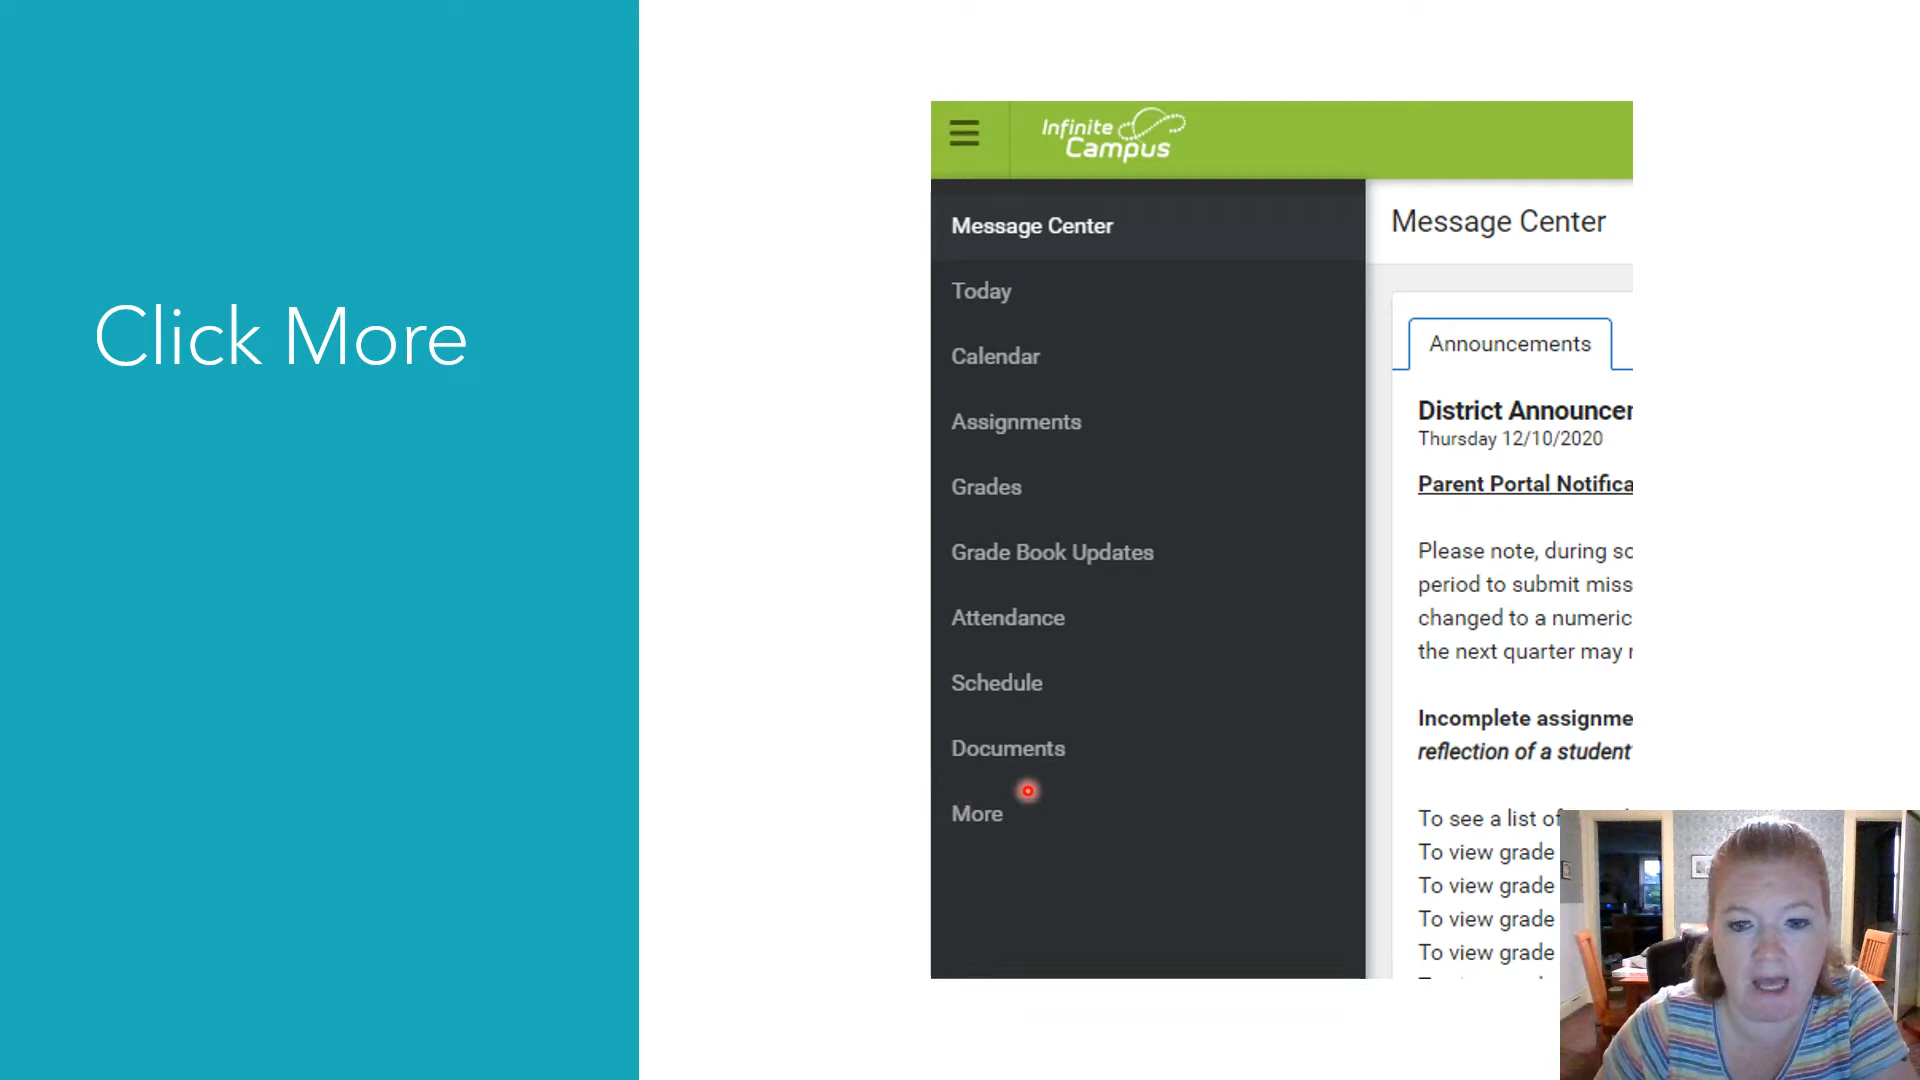 Click More
Infinite
Campus
Message Center
Today
Calendar
Assignments
Grades
Grade Book Updates
Attendance
Schedule
Documents
More
Message Center
Announcements
District Announcer
Thursday 12/10/2020
Parent Portal Notifica
Please note, during sc
period to submit miss
changed to a numeric
the next quarter may r
Incomplete assignme
reflection of a student'
To see a list of
To view grade
To view grade
To view grade
To view grade